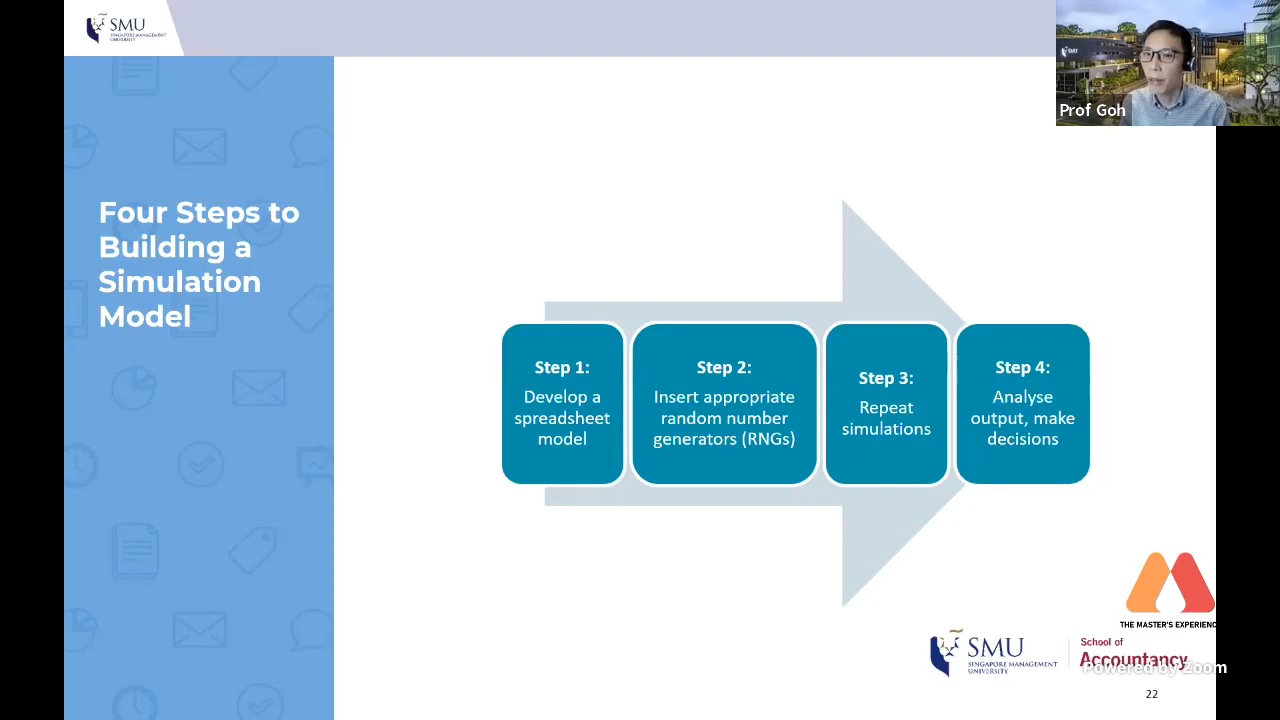 SMU
SINGAPORE MANAGEMENT
UNIVERSITY
SMU
Prof Goh
Four Steps to
Building a
Simulation
Model
Step 1:
Develop a
spreadsheet
model
Step 2:
Insert appropriate
random number
generators (RNGs)
Step 3:
Repeat
simulations
Step 4:
Analyse
output, make
decisions
THE MASTER'S EXPERIENC
SMU
SINGAPORE MANAGEMENT
UNIVERSITY
School of
Accountancy
Powered by Zoom
22